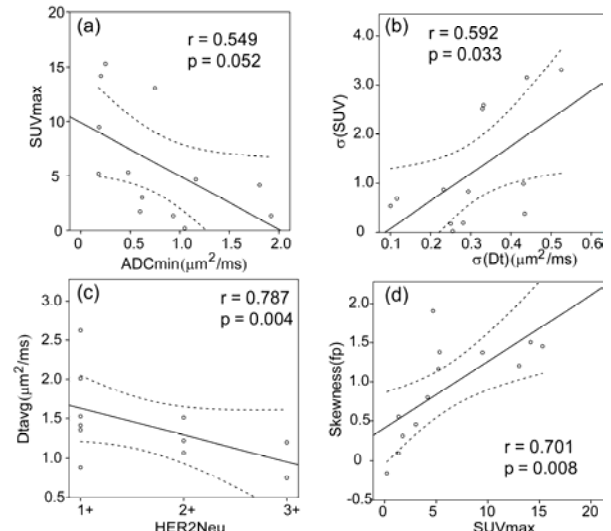 (a)
r = 0.549
p = 0.052
SUVmax
20
15
10
5
0
0
0.5
1.0
1.5
2.0
ADCmin(μm²/ms)
(b)
r = 0.592
p = 0.033
σ(SUV)
4.0
3.0
2.0
1.0
0
0.1
0.2
0.3
0.4
0.5
0.6
σ(Dt)(μm²/ms)
(c)
r = 0.787
p = 0.004
Dtavg(μm²/ms)
3.0
2.5
2.0
1.5
1.0
0.5
1+
2+
3+
HER2Neu
(d)
r = 0.701
p = 0.008
Skewness(fp)
2.0
1.5
1.0
0.5
0
-0.5
0
5
10
15
20
SUVmax